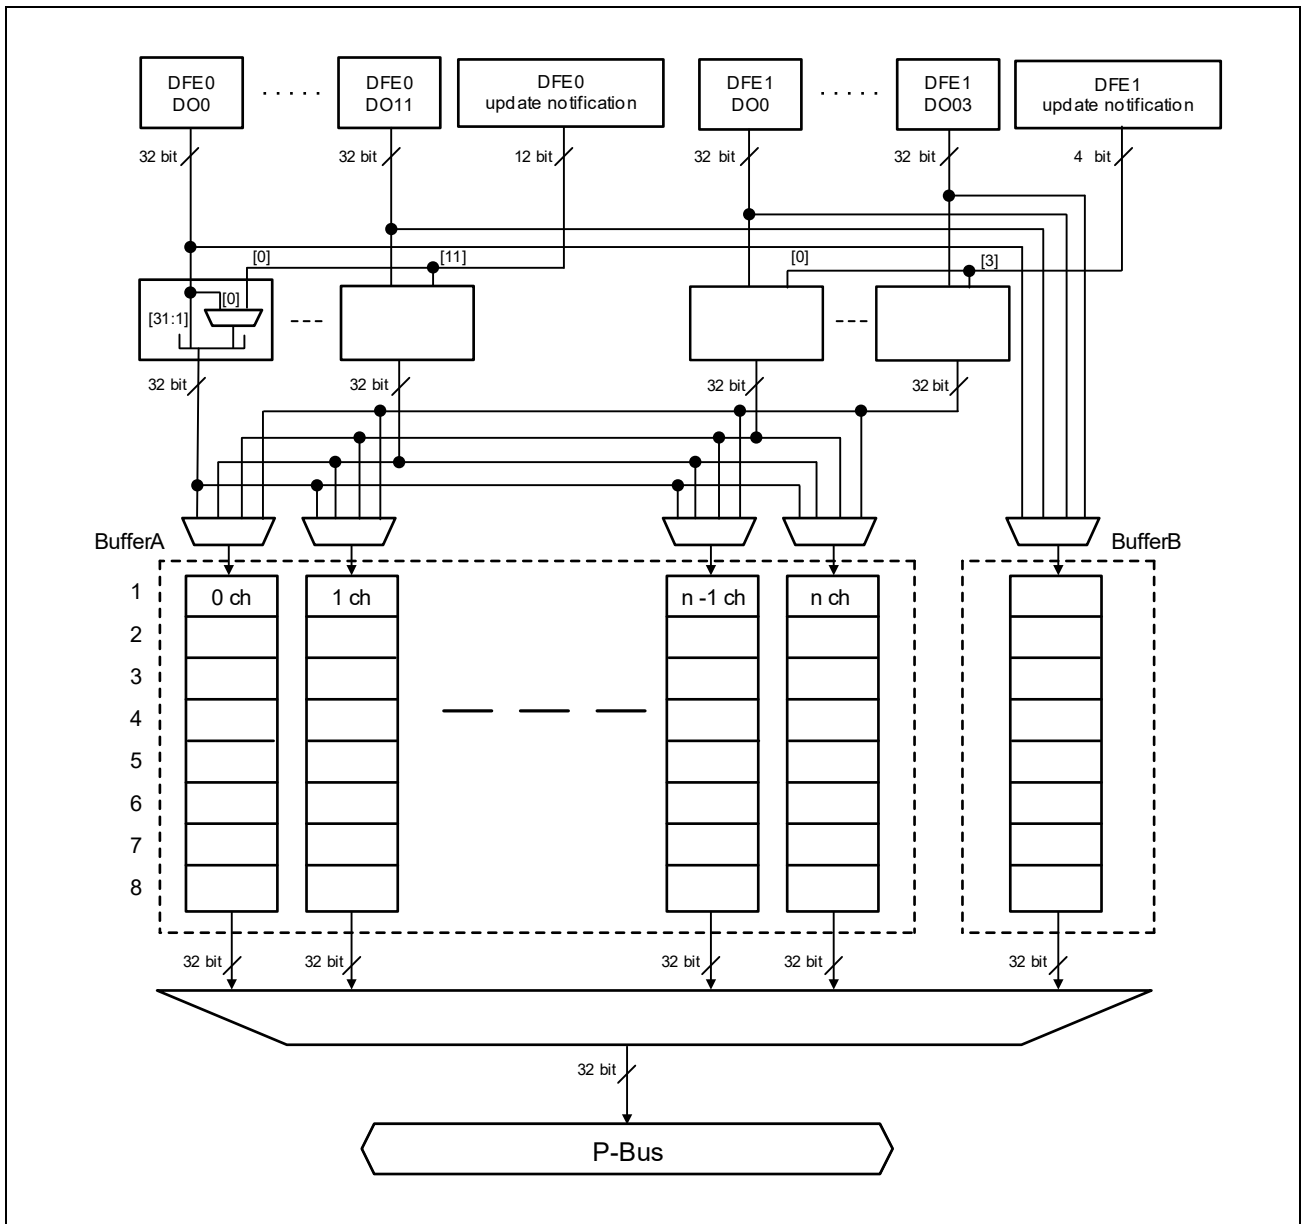 DFE0
DO0
. . . . .
DFE0
DO11
DFE0
update notification
DFE1
DO0
. . . . .
DFE1
DO03
DFE1
update notification
32 bit
32 bit
12 bit
32 bit
32 bit
4 bit
[0]
[11]
[0]
[3]
[0]
[31:1]
32 bit
32 bit
32 bit
32 bit
BufferA
BufferB
1
0 ch
1 ch
n -1 ch
n ch
2
3
4
5
6
7
8
32 bit
32 bit
32 bit
32 bit
32 bit
32 bit
P-Bus